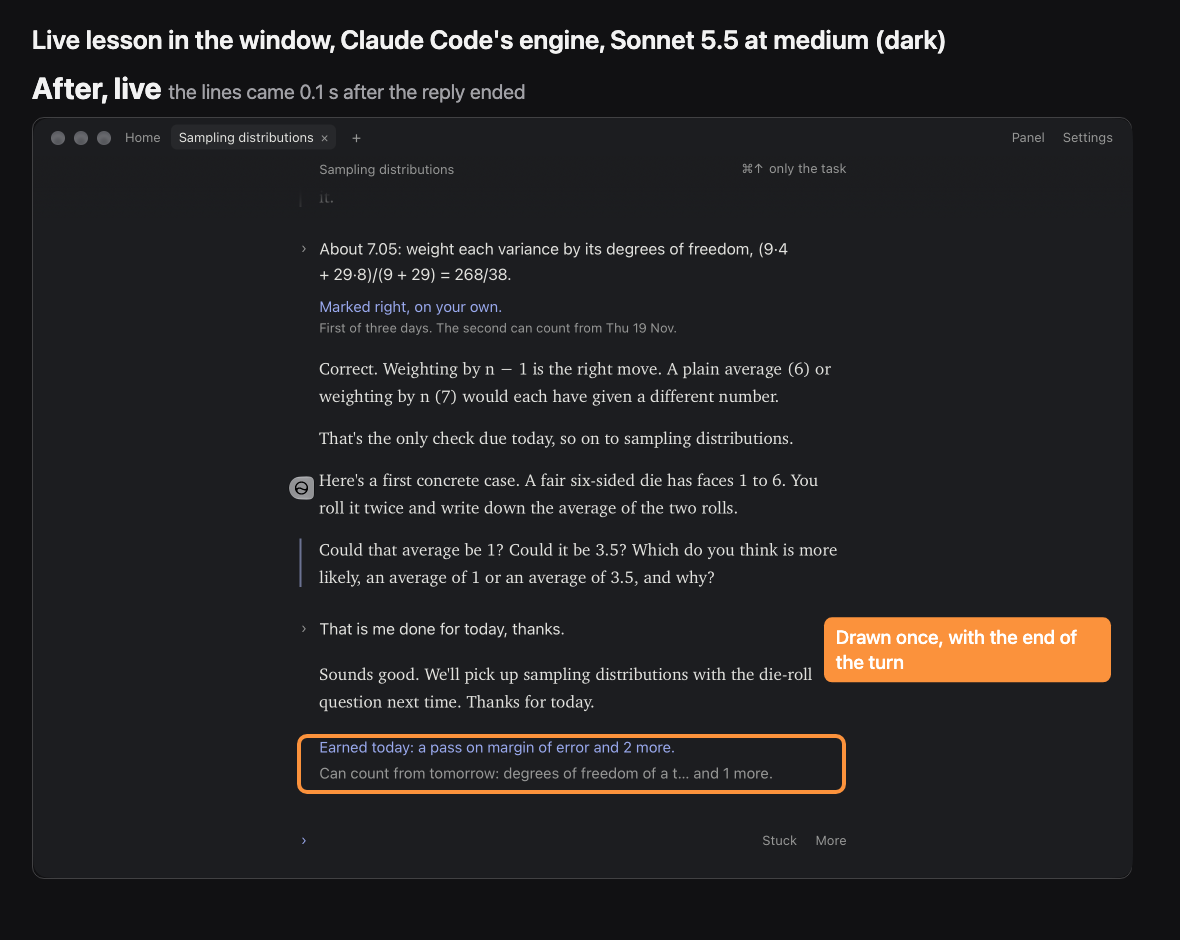 Live lesson in the window, Claude Code's engine, Sonnet 5.5 at medium (dark)
After, live the lines came 0.1 s after the reply ended
Home Sampling distributions × + Panel Settings
Sampling distributions ⌘↑ only the task
it.
› About 7.05: weight each variance by its degrees of freedom, (9·4
+ 29·8)/(9 + 29) = 268/38.
Marked right, on your own.
First of three days. The second can count from Thu 19 Nov.
Correct. Weighting by n − 1 is the right move. A plain average (6) or
weighting by n (7) would each have given a different number.
That's the only check due today, so on to sampling distributions.
Here's a first concrete case. A fair six-sided die has faces 1 to 6. You
roll it twice and write down the average of the two rolls.
Could that average be 1? Could it be 3.5? Which do you think is more
likely, an average of 1 or an average of 3.5, and why?
› That is me done for today, thanks.
Drawn once, with the end of
the turn
Sounds good. We'll pick up sampling distributions with the die-roll
question next time. Thanks for today.
Earned today: a pass on margin of error and 2 more.
Can count from tomorrow: degrees of freedom of a t... and 1 more.
› Stuck More